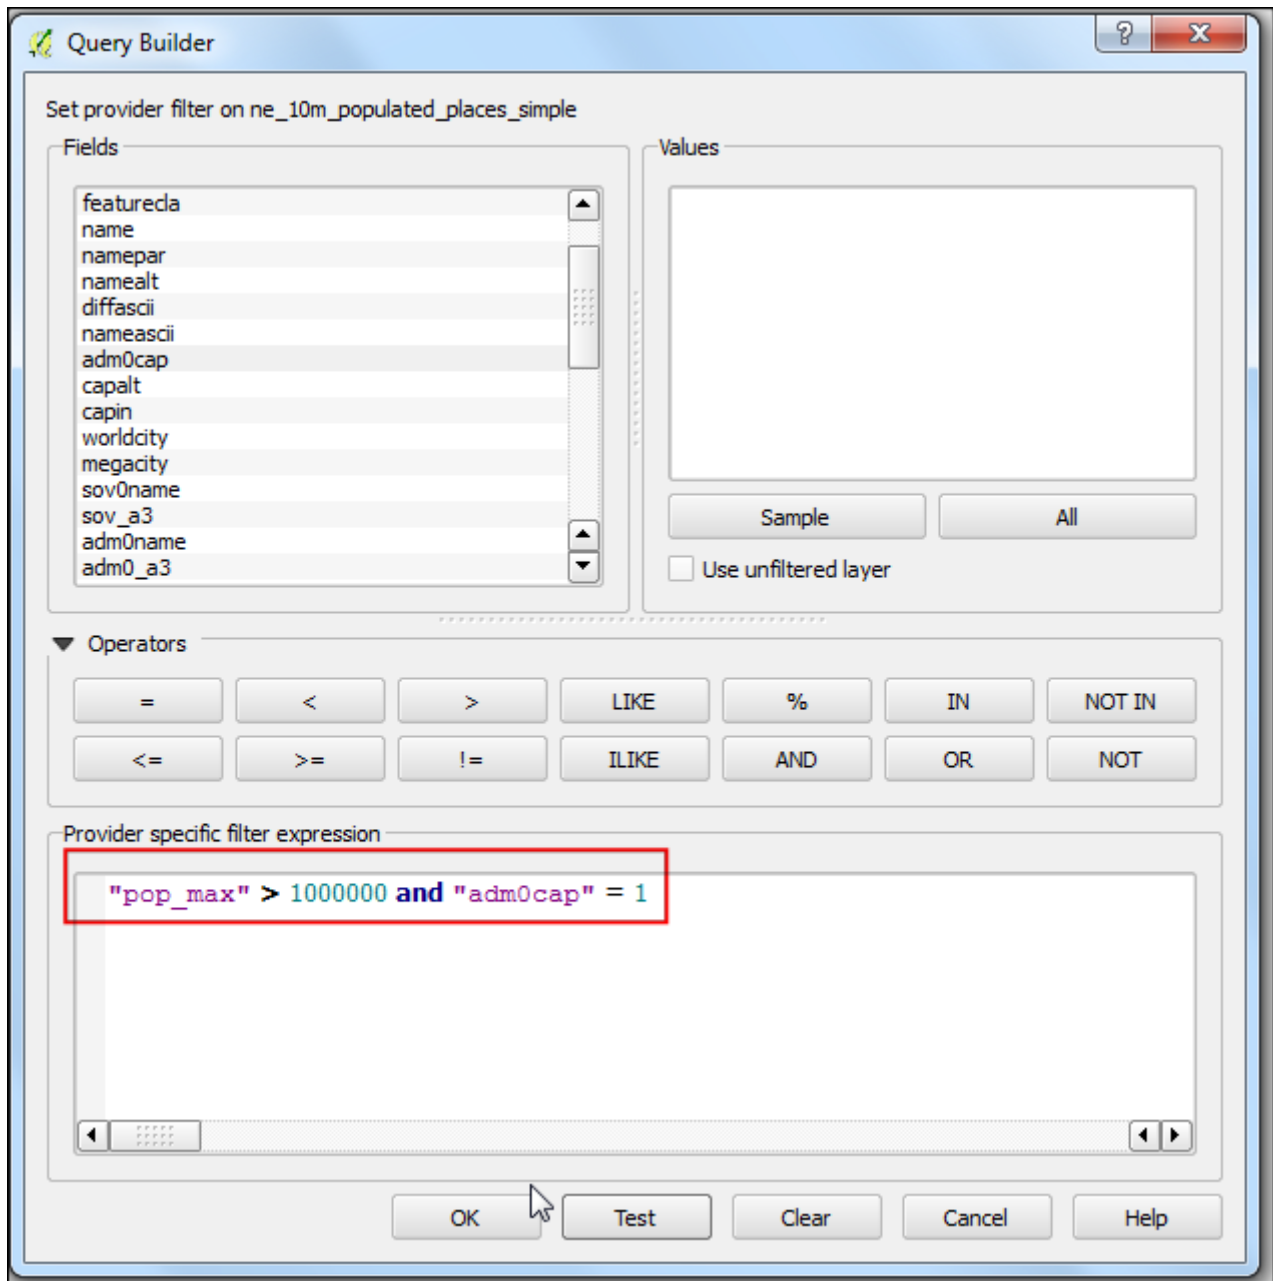 Query Builder
Set provider filter on ne_10m_populated_places_simple
Fields
featurecla
name
namepar
namealt
diffascii
nameascii
adm0cap
capalt
capin
worldcity
megacity
sov0name
sov_a3
adm0name
adm0_a3
Values
Sample All
Use unfiltered layer
Operators
= < > LIKE % IN NOT IN
<= >= != ILIKE AND OR NOT
Provider specific filter expression
"pop_max" > 1000000 and "adm0cap" = 1
OK Test Clear Cancel Help